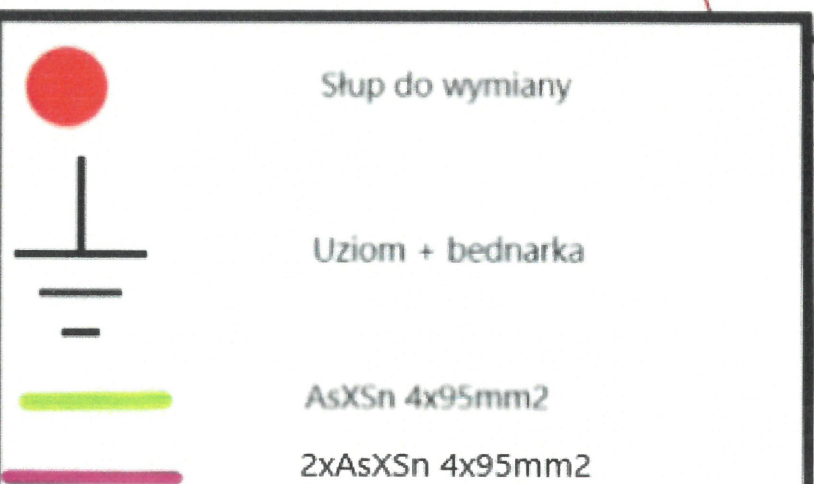 Słup do wymiany
Uziom + bednarka
AsXSn 4x95mm2
2xAsXSn 4x95mm2